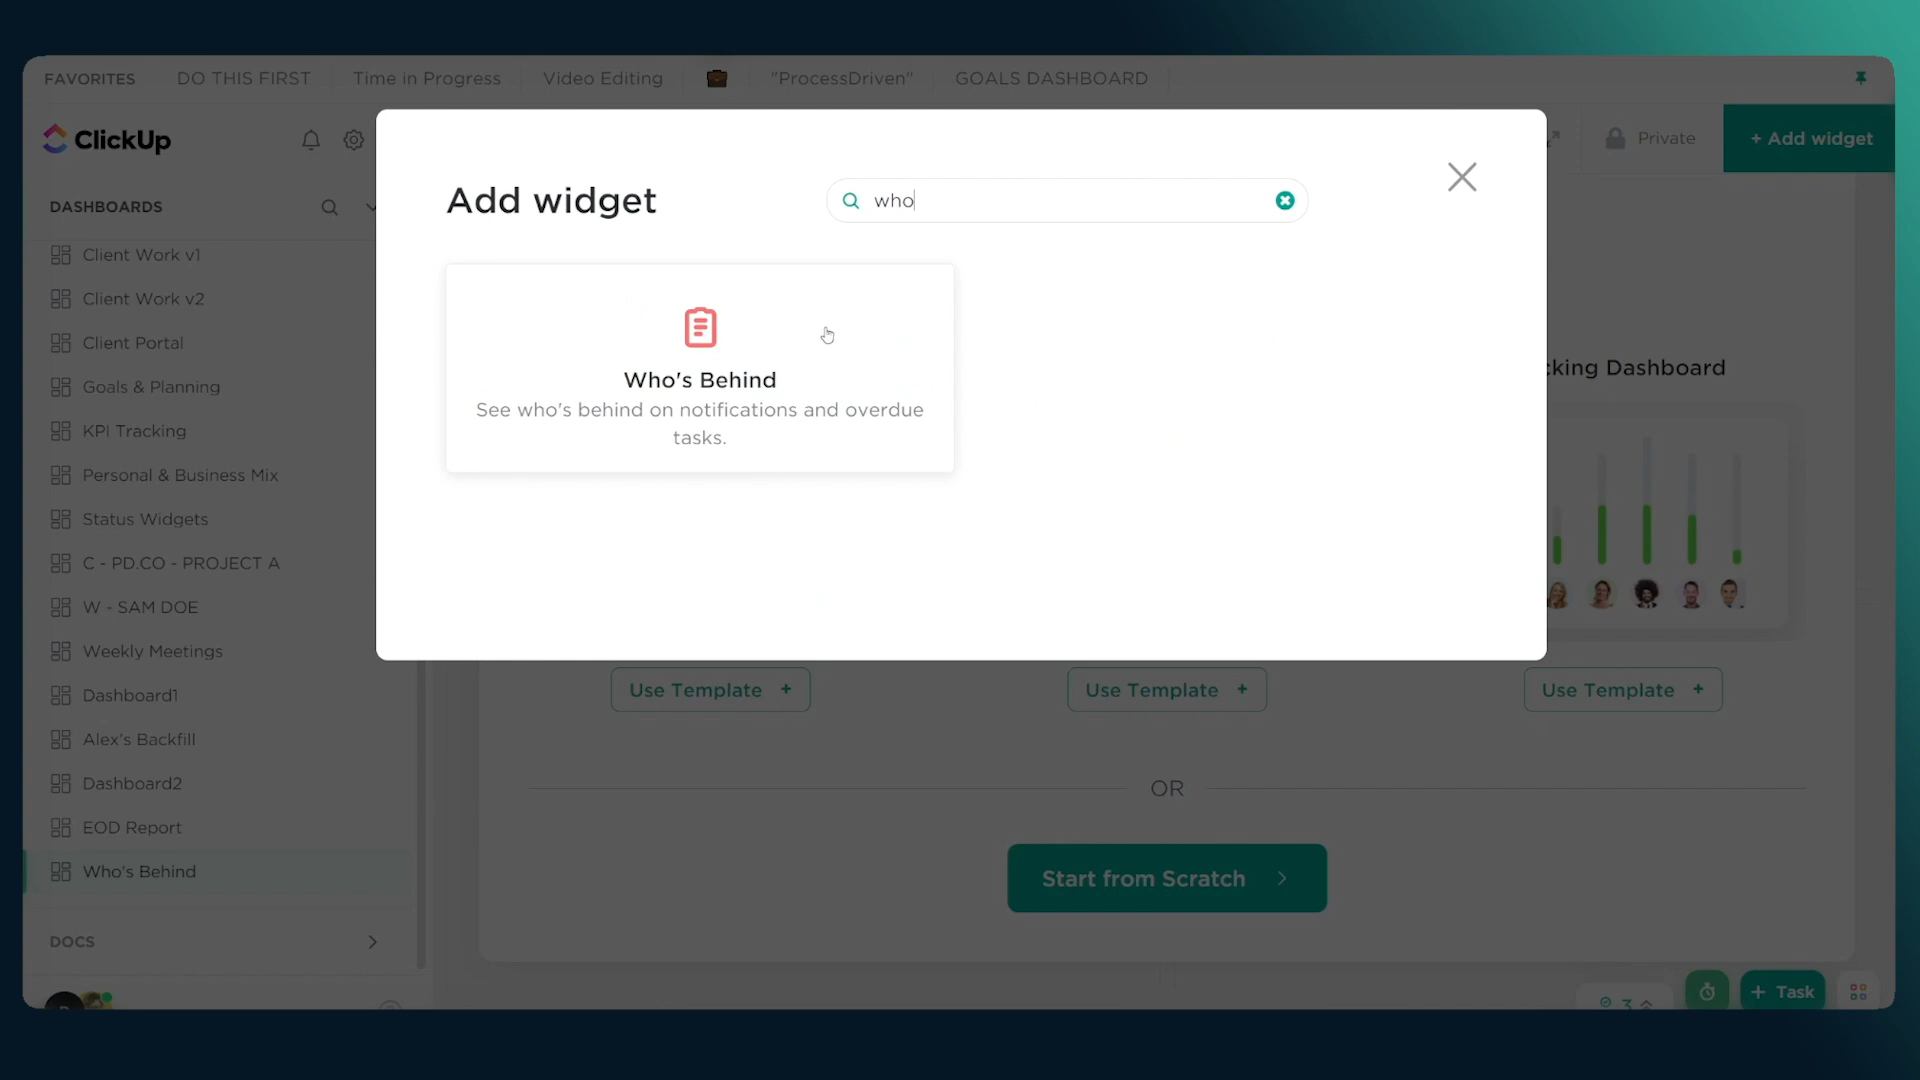 FAVORITES DO THIS FIRST Time in Progress Video Editing "ProcessDriven" GOALS DASHBOARD
ClickUp
Private
+ Add widget
DASHBOARDS
Client Work v1
Client Work v2
Client Portal
Goals & Planning
KPI Tracking
Personal & Business Mix
Status Widgets
C - PD.CO - PROJECT A
W - SAM DOE
Weekly Meetings
Dashboard1
Alex's Backfill
Dashboard2
EOD Report
Who's Behind
DOCS
Add widget
who
Who's Behind
See who's behind on notifications and overdue
tasks.
cking Dashboard
Use Template +
Use Template +
Use Template +
OR
Start from Scratch
3
+ Task